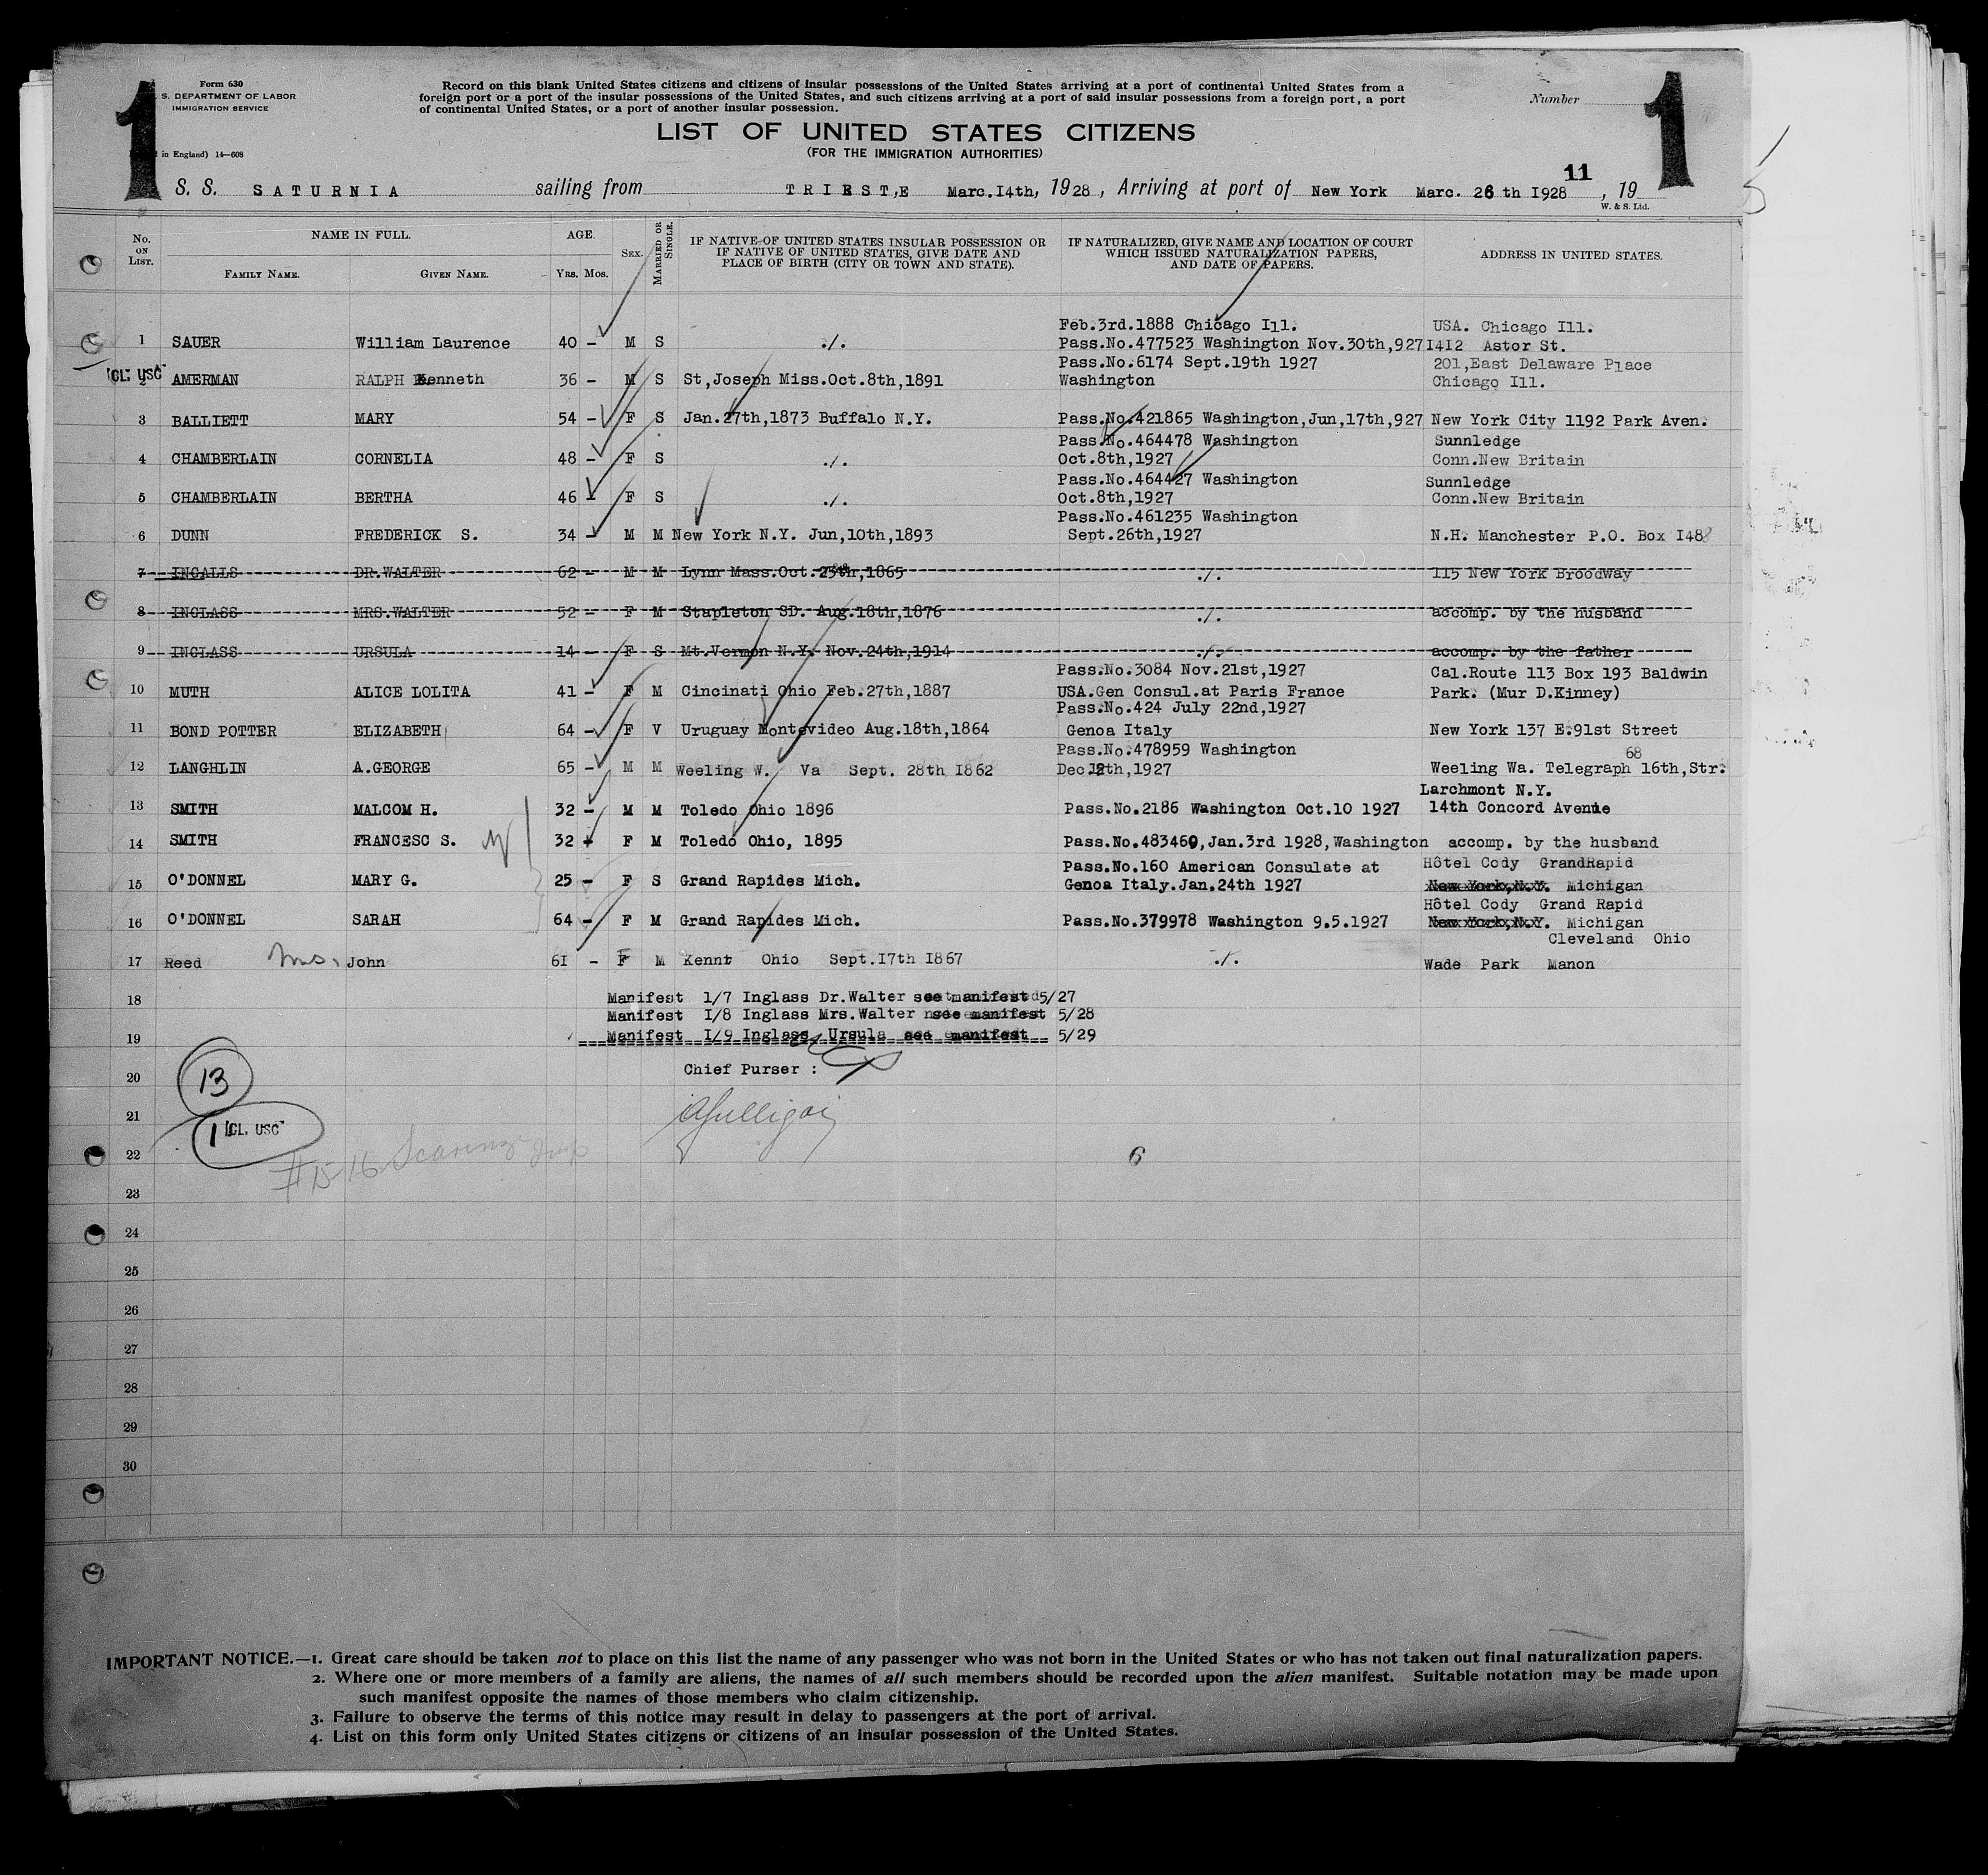 1
1
Form 630
S. DEPARTMENT OF LABOR
IMMIGRATION SERVICE
in England) 14—608
Record on this blank United States citizens and citizens of insular possessions of the United States arriving at a port of continental United States from a
foreign port or a port of the insular possessions of the United States, and such citizens arriving at a port of said insular possessions from a foreign port, a port
of continental United States, or a port of another insular possession.
Number
LIST OF UNITED STATES CITIZENS
(FOR THE IMMIGRATION AUTHORITIES)
11
S. S. SATURNIA sailing from TRIESTE, Marc.I4th, 1928, Arriving at port of New York Marc. 26 th I928, 19
W. & S. Ltd.
No. ON LIST. NAME IN FULL. FAMILY NAME. GIVEN NAME. AGE. YRS. MOS. SEX. MARRIED OR SINGLE. IF NATIVE OF UNITED STATES INSULAR POSSESSION OR IF NATIVE OF UNITED STATES, GIVE DATE AND PLACE OF BIRTH (CITY OR TOWN AND STATE). IF NATURALIZED, GIVE NAME AND LOCATION OF COURT WHICH ISSUED NATURALIZATION PAPERS, AND DATE OF PAPERS. ADDRESS IN UNITED STATES.
Feb.3rd.1888 Chicago Ill. USA. Chicago Ill.
1 SAUER William Laurence 40 - M S ./. Pass.No.477523 Washington Nov.30th,927 I4I2 Astor St.
Pass.No.6174 Sept.19th 1927 201,East Delaware Place
CL. USC 2 AMERMAN RALPH Kenneth 36 - M S St,Joseph Miss.Oct.8th,1891 Washington Chicago Ill.
3 BALLIETT MARY 54 - F S Jan.27th,1873 Buffalo N.Y. Pass.No.421865 Washington,Jun,17th,927 New York City 1192 Park Aven.
Pass.No.464478 Washington Sunnledge
4 CHAMBERLAIN CORNELIA 48 - F S ./. Oct.8th,1927 Conn.New Britain
Pass.No.464427 Washington Sunnledge
5 CHAMBERLAIN BERTHA 46 - F S ./. Oct.8th,1927 Conn.New Britain
Pass.No.461235 Washington
6 DUNN FREDERICK S. 34 - M M New York N.Y. Jun,10th,1893 Sept.26th,1927 N.H. Manchester P.O. Box I488
7 INGALLS DR.WALTER 62 - M M Lynn Mass.Oct. 1865 ./. 115 New York Broodway
8 INGLASS MRS.WALTER 52 - F M Stapleton SD. Aug.18th,1876 ./. accomp. by the husband
9 INGLASS URSULA 14 - F S Mt.Vermon N.Y. Nov.24th,1914 ./. accomp. by the father
Pass.No.3084 Nov.21st,1927 Cal.Route 113 Box 193 Baldwin
10 MUTH ALICE LOLITA 41 - F M Cincinati Ohio Feb.27th,1887 USA.Gen Consul.at Paris France Park. (Mur D.Kinney)
Pass.No.424 July 22nd,1927
11 BOND POTTER ELIZABETH 64 - F V Uruguay Montevideo Aug.18th,1864 Genoa Italy New York 137 E.91st Street
Pass.No.478959 Washington 68
12 LANGHLIN A.GEORGE 65 - M M Weeling W. Va Sept. 28th I862 Dec.12th,1927 Weeling Wa. Telegraph 16th,Str.
Larchmont N.Y.
13 SMITH MALCOM H. 32 - M M Toledo Ohio 1896 Pass.No.2186 Washington Oct.10 1927 14th Concord Avenue
14 SMITH FRANCESC S. 32 - F M Toledo Ohio, 1895 Pass.No.483460,Jan.3rd 1928,Washington accomp. by the husband
Pass.No.160 American Consulate at Hôtel Cody GrandRapid
15 O'DONNEL MARY G. 25 - F S Grand Rapides Mich. Genoa Italy.Jan.24th 1927 New York,N.Y. Michigan
Hôtel Cody Grand Rapid
16 O'DONNEL SARAH 64 - F M Grand Rapides Mich. Pass.No.379978 Washington 9.5.1927 New York,N.Y. Michigan
Cleveland Ohio
17 Reed Mrs. John 6I - F M Kennt Ohio Sept.I7th I867 ./. Wade Park Manon
18 Manifest 1/7 Inglass Dr.Walter see manifest 5/27
Manifest I/8 Inglass Mrs.Walter see manifest 5/28
19 Manifest I/9 Inglass Ursula see manifest 5/29
Chief Purser :
20 13
21
1 CL. USC
22 #15-16 6
23
24
25
26
27
28
29
30
IMPORTANT NOTICE.—1. Great care should be taken not to place on this list the name of any passenger who was not born in the United States or who has not taken out final naturalization papers.
2. Where one or more members of a family are aliens, the names of all such members should be recorded upon the alien manifest. Suitable notation may be made upon
such manifest opposite the names of those members who claim citizenship.
3. Failure to observe the terms of this notice may result in delay to passengers at the port of arrival.
4. List on this form only United States citizens or citizens of an insular possession of the United States.